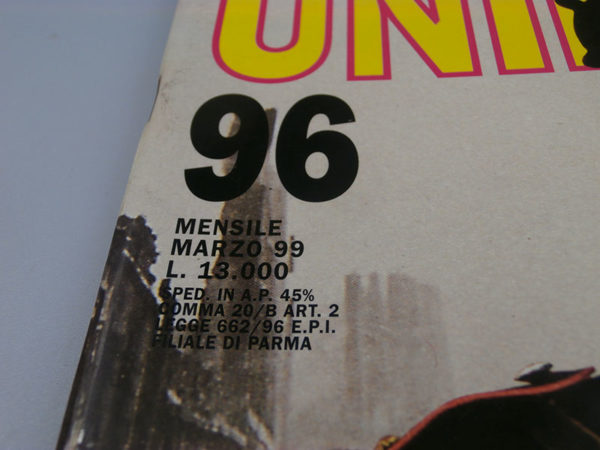 UNI
96
MENSILE
MARZO 99
L. 13.000
SPED. IN A.P. 45%
COMMA 20/B ART. 2
LEGGE 662/96 E.P.I.
FILIALE DI PARMA